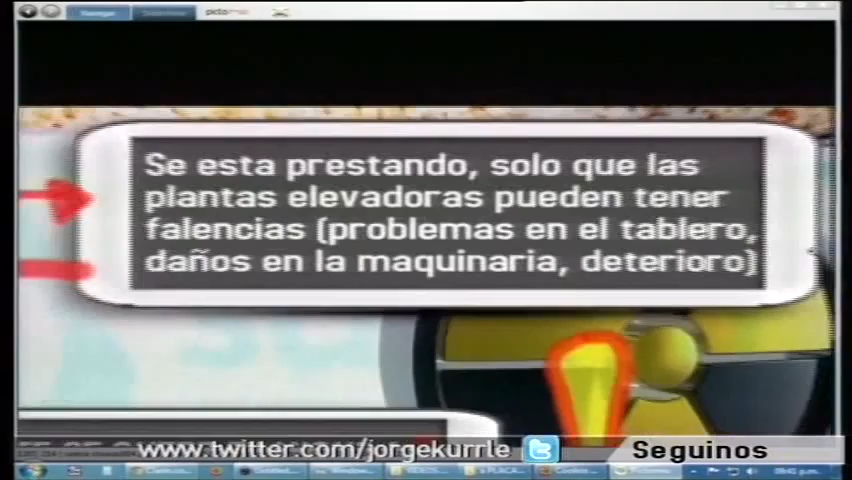 Se esta prestando, solo que las
plantas elevadoras pueden tener
falencias (problemas en el tablero,
daños en la maquinaria, deterioro)
www.twitter.com/jorgekurrle
Seguinos